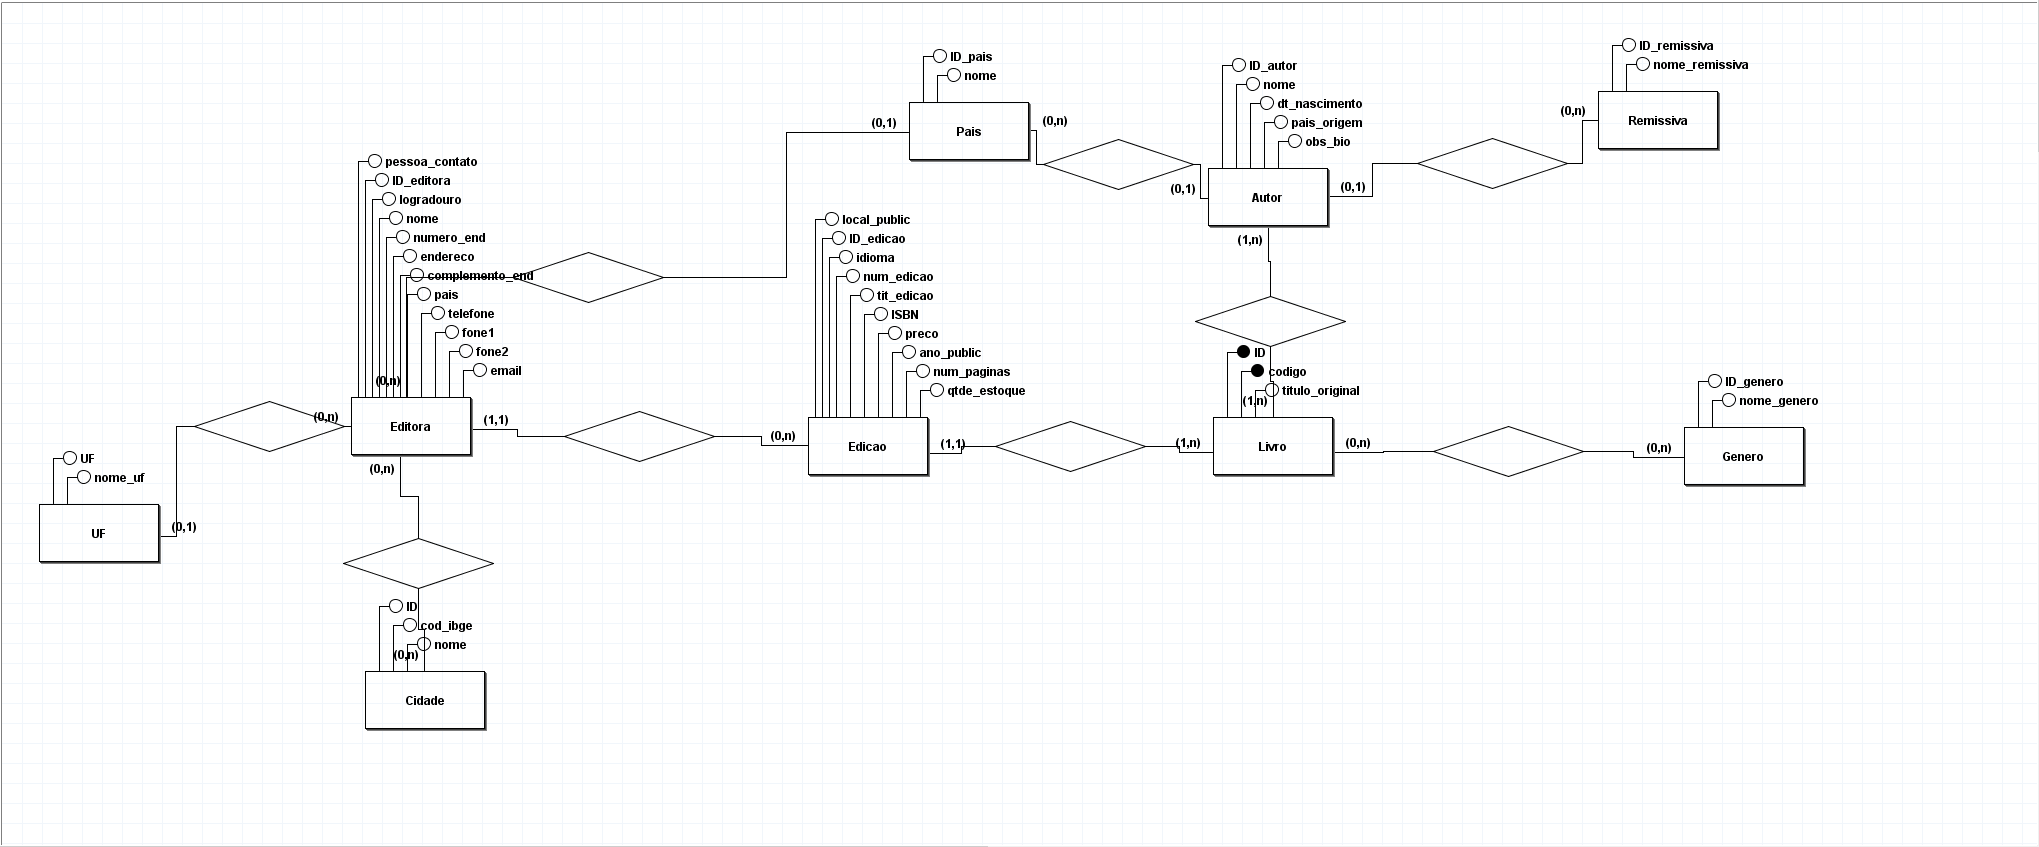 ID_pais
nome
(0,1)
Pais
(0,n)
ID_autor
nome
dt_nascimento
pais_origem
obs_bio
(0,1)
Autor
(0,1)
(1,n)
ID_remissiva
nome_remissiva
(0,n)
Remissiva
pessoa_contato
ID_editora
logradouro
nome
numero_end
endereco
complemento_end
pais
telefone
fone1
fone2
email
(0,n)
(0,n)
Editora
(1,1)
(0,n)
local_public
ID_edicao
idioma
num_edicao
tit_edicao
ISBN
preco
ano_public
num_paginas
qtde_estoque
(0,n)
Edicao
(1,1)
ID
codigo
titulo_original
(1,n)
(1,n)
Livro
(0,n)
ID_genero
nome_genero
(0,n)
Genero
UF
nome_uf
UF
(0,1)
ID
cod_ibge
nome
(0,n)
Cidade